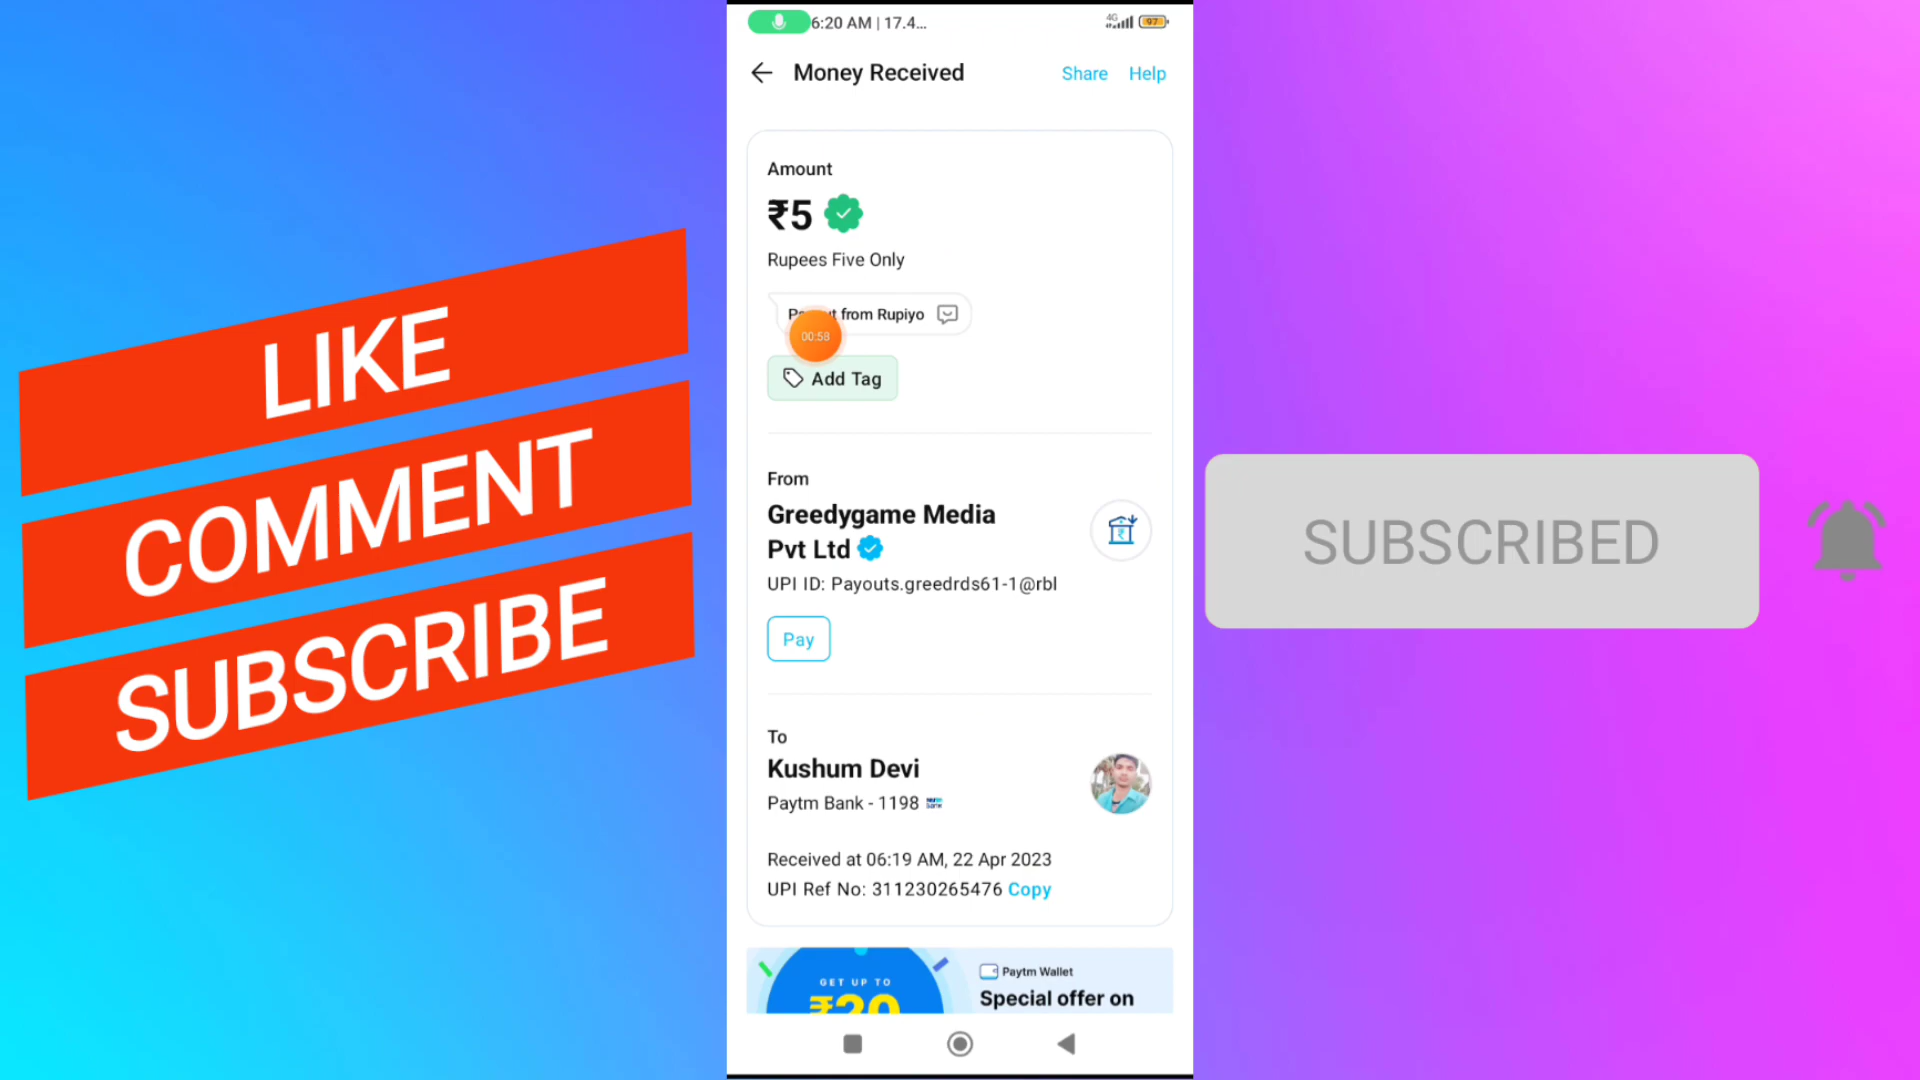 LIKE
COMMENT
SUBSCRIBE
6:20 AM | 17.4...
4G
97
Money Received
Share
Help
Amount
₹5
Rupees Five Only
from Rupiyo
00:58
Add Tag
From
Greedygame Media
Pvt Ltd
UPI ID: Payouts.greedrds61-1@rbl
Pay
To
Kushum Devi
Paytm Bank - 1198
Received at 06:19 AM, 22 Apr 2023
UPI Ref No: 311230265476 Copy
GET UP TO
₹20
Paytm Wallet
Special offer on
SUBSCRIBED